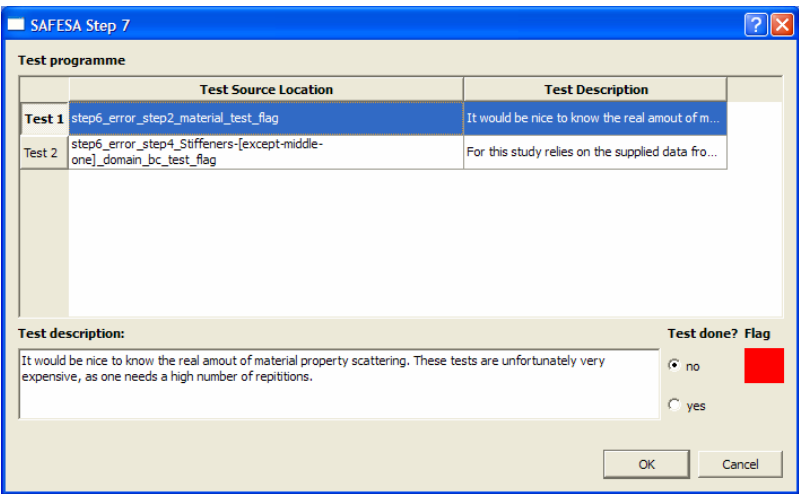 SAFESA Step 7
Test programme
Test Source Location Test Description
Test 1 step6_error_step2_material_test_flag It would be nice to know the real amout of m...
Test 2 step6_error_step4_Stiffeners-[except-middle-
one]_domain_bc_test_flag For this study relies on the supplied data fro...
Test description: Test done? Flag
It would be nice to know the real amout of material property scattering. These tests are unfortunately very
expensive, as one needs a high number of repititions.
no
yes
OK Cancel